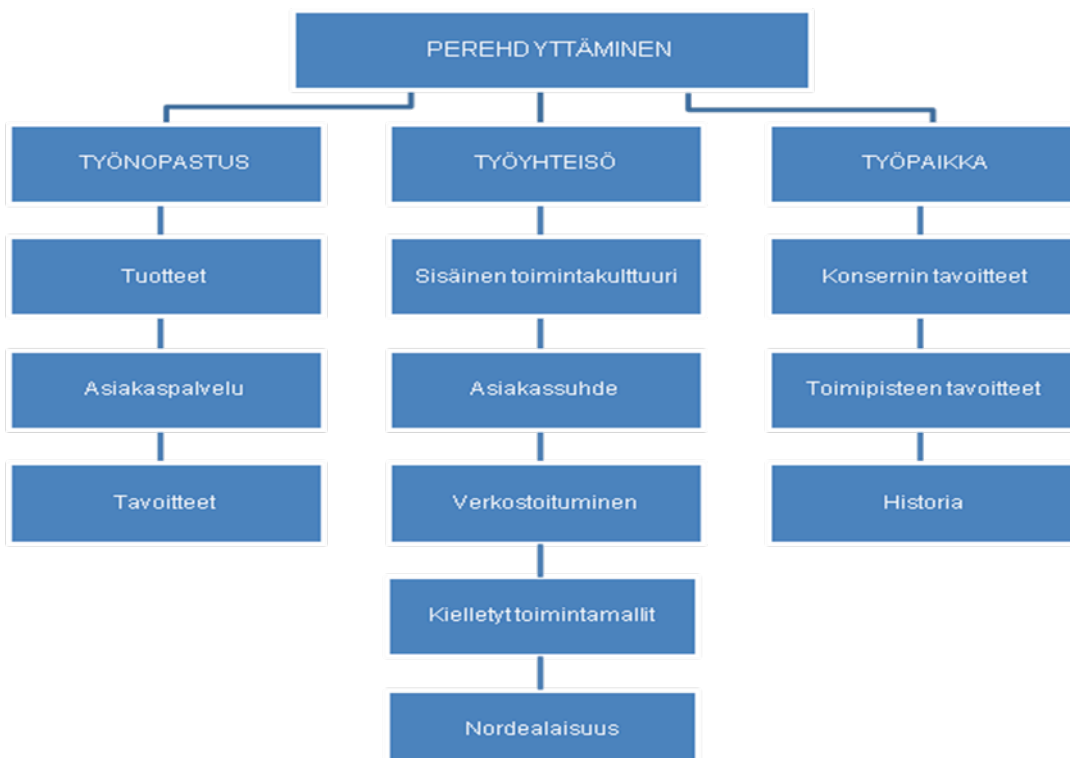 PEREHDYTTÄMINEN
TYÖNOPASTUS
TYÖYHTEISÖ
TYÖPAIKKA
Tuotteet
Sisäinen toimintakulttuuri
Konsernin tavoitteet
Asiakaspalvelu
Asiakassuhde
Toimipisteen tavoitteet
Tavoitteet
Verkostoituminen
Historia
Kielletyt toimintamallit
Nordealaisuus